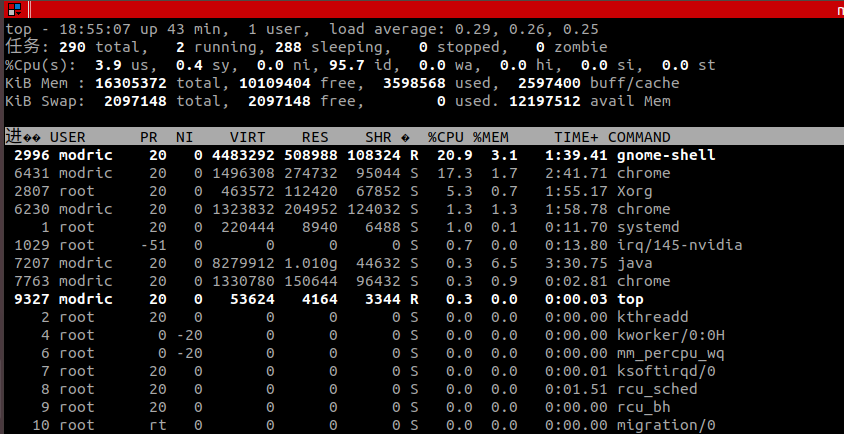 n
top - 18:55:07 up 43 min,  1 user,  load average: 0.29, 0.26, 0.25
任务: 290 total,   2 running, 288 sleeping,   0 stopped,   0 zombie
%Cpu(s):  3.9 us,  0.4 sy,  0.0 ni, 95.7 id,  0.0 wa,  0.0 hi,  0.0 si,  0.0 st
KiB Mem : 16305372 total, 10109404 free,  3598568 used,  2597400 buff/cache
KiB Swap:  2097148 total,  2097148 free,        0 used. 12197512 avail Mem
进�� USER      PR  NI    VIRT    RES    SHR �  %CPU %MEM     TIME+ COMMAND
2996 modric    20   0 4483292 508988 108324 R  20.9  3.1   1:39.41 gnome-shell
6431 modric    20   0 1496308 274732  95044 S  17.3  1.7   2:41.71 chrome
2807 root      20   0  463572 112420  67852 S   5.3  0.7   1:55.17 Xorg
6230 modric    20   0 1323832 204952 124032 S   1.3  1.3   1:58.78 chrome
1 root      20   0  220444   8940   6488 S   1.0  0.1   0:11.70 systemd
1029 root     -51   0       0      0      0 S   0.7  0.0   0:13.80 irq/145-nvidia
7207 modric    20   0 8279912 1.010g  44632 S   0.3  6.5   3:30.75 java
7763 modric    20   0 1330780 150644  96432 S   0.3  0.9   0:02.81 chrome
9327 modric    20   0   53624   4164   3344 R   0.3  0.0   0:00.03 top
2 root      20   0       0      0      0 S   0.0  0.0   0:00.00 kthreadd
4 root       0 -20       0      0      0 S   0.0  0.0   0:00.00 kworker/0:0H
6 root       0 -20       0      0      0 S   0.0  0.0   0:00.00 mm_percpu_wq
7 root      20   0       0      0      0 S   0.0  0.0   0:00.01 ksoftirqd/0
8 root      20   0       0      0      0 S   0.0  0.0   0:01.51 rcu_sched
9 root      20   0       0      0      0 S   0.0  0.0   0:00.00 rcu_bh
10 root      rt   0       0      0      0 S   0.0  0.0   0:00.00 migration/0